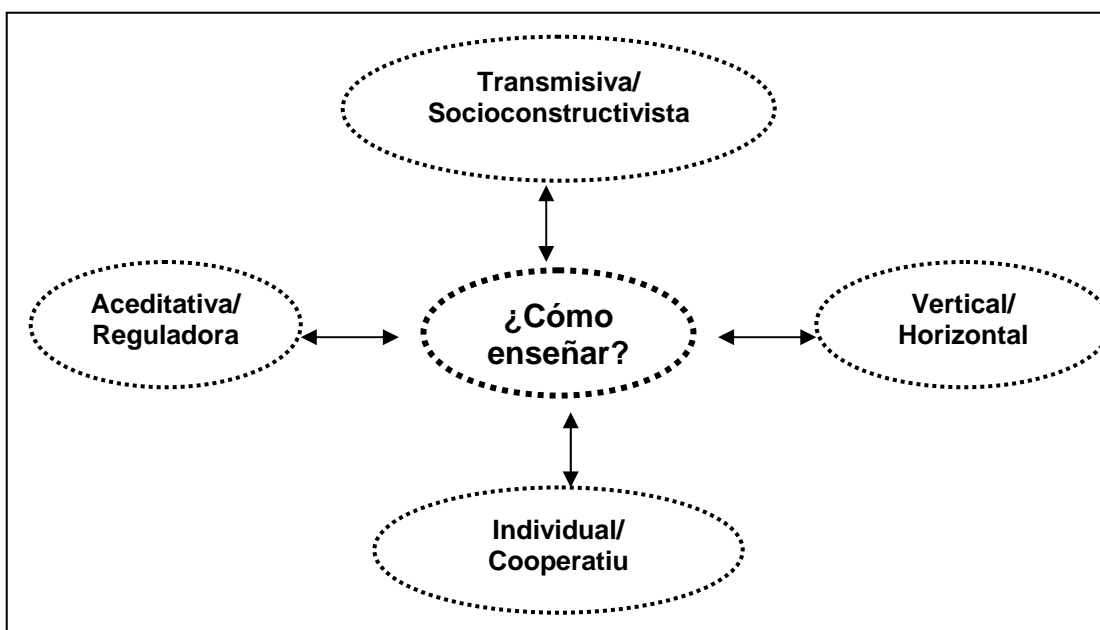 Transmisiva/
Socioconstructivista
Aceditativa/
Reguladora
¿Cómo
enseñar?
Vertical/
Horizontal
Individual/
Cooperatiu